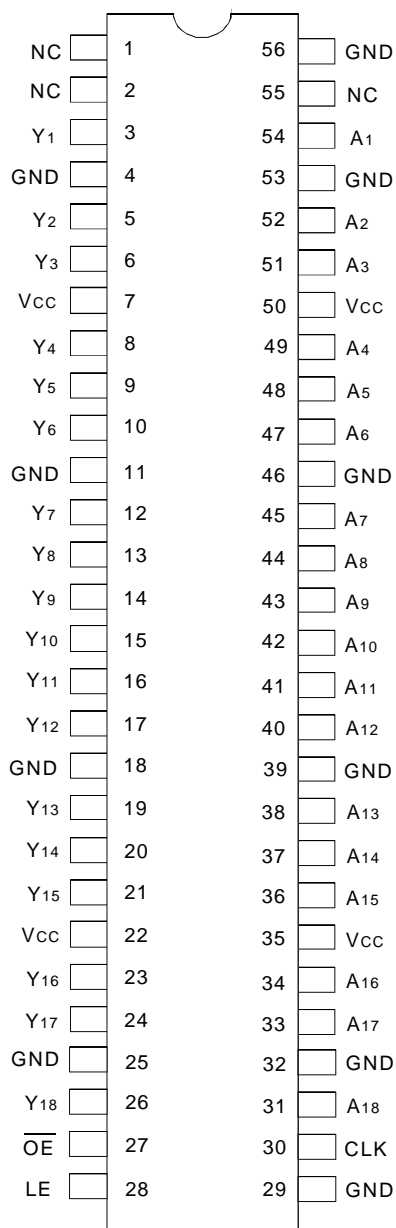 NC 1 56 GND
NC 2 55 NC
Y1 3 54 A1
GND 4 53 GND
Y2 5 52 A2
Y3 6 51 A3
VCC 7 50 VCC
Y4 8 49 A4
Y5 9 48 A5
Y6 10 47 A6
GND 11 46 GND
Y7 12 45 A7
Y8 13 44 A8
Y9 14 43 A9
Y10 15 42 A10
Y11 16 41 A11
Y12 17 40 A12
GND 18 39 GND
Y13 19 38 A13
Y14 20 37 A14
Y15 21 36 A15
VCC 22 35 VCC
Y16 23 34 A16
Y17 24 33 A17
GND 25 32 GND
Y18 26 31 A18
O̅E̅ 27 30 CLK
LE 28 29 GND